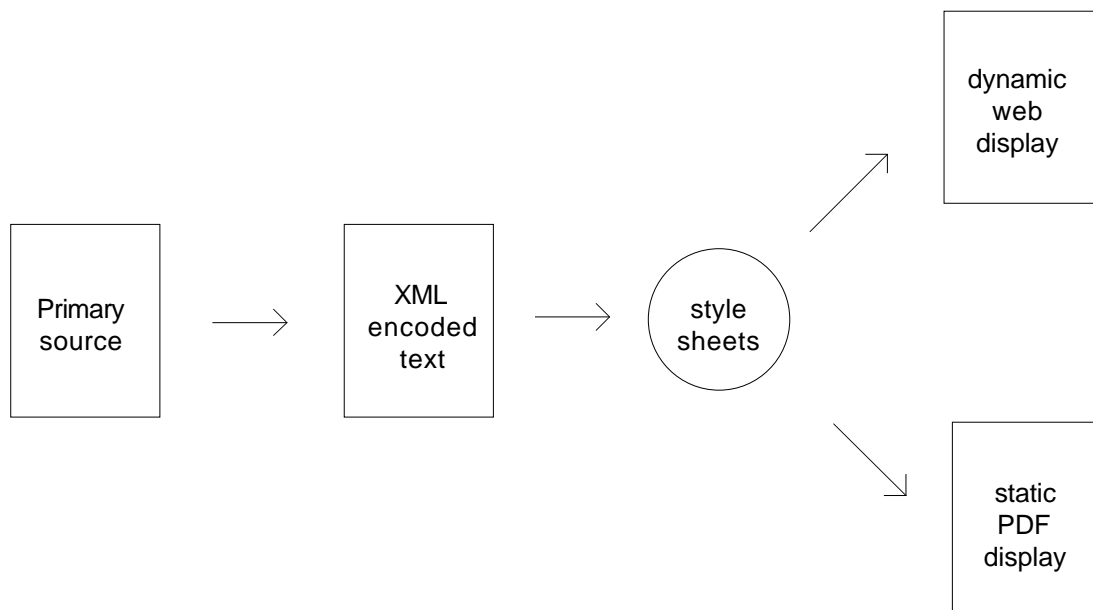 Primary
source
XML
encoded
text
style
sheets
dynamic
web
display
static
PDF
display